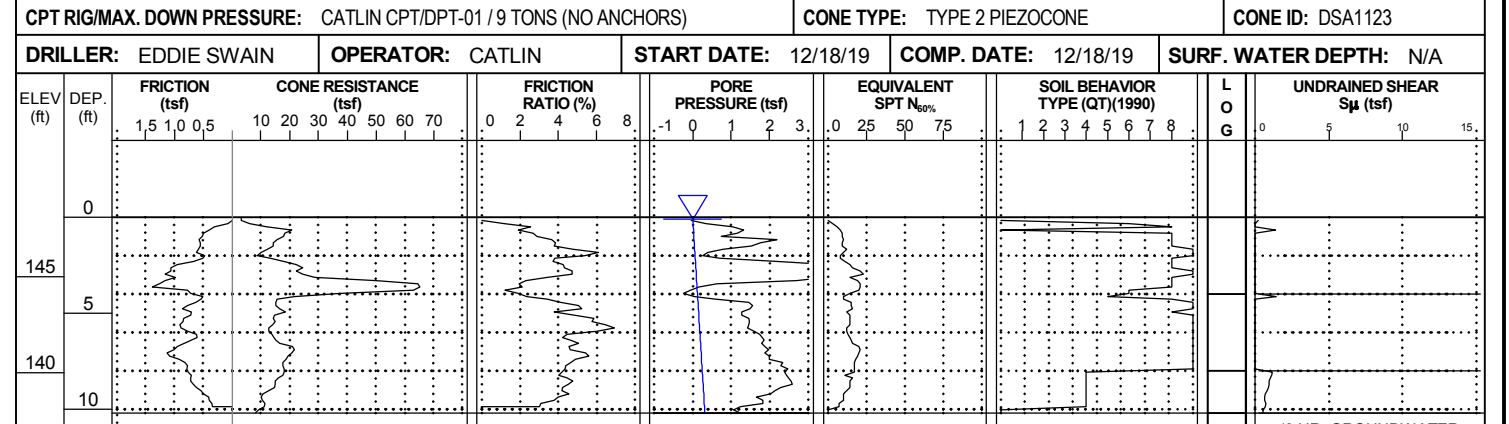 CPT RIG/MAX. DOWN PRESSURE: CATLIN CPT/DPT-01 / 9 TONS (NO ANCHORS) CONE TYPE: TYPE 2 PIEZOCONE CONE ID: DSA1123
DRILLER: EDDIE SWAIN OPERATOR: CATLIN START DATE: 12/18/19 COMP. DATE: 12/18/19 SURF. WATER DEPTH: N/A
ELEV (ft)
DEP. (ft)
FRICTION (tsf)
1,5 1,0 0,5
CONE RESISTANCE (tsf)
10 20 30 40 50 60 70
FRICTION RATIO (%)
0 2 4 6 8
PORE PRESSURE (tsf)
-1 0 1 2 3
EQUIVALENT SPT N60%
0 25 50 75
SOIL BEHAVIOR TYPE (QT)(1990)
1 2 3 4 5 6 7 8
L
O
G
UNDRAINED SHEAR Sµ (tsf)
0 5 10 15
0
145
5
140
10